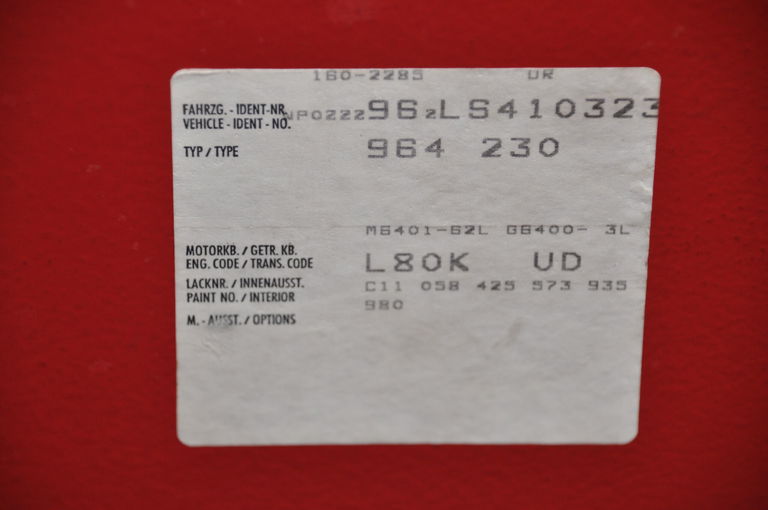 160-2285 UR
FAHRZG. - IDENT-NR. WP0ZZZ96ZLS410323
VEHICLE - IDENT - NO.
TYP / TYPE 964 230
M6401-62L G6400- 3L
MOTORKB. / GETR. KB.
ENG. CODE / TRANS. CODE L80K UD
LACKNR. / INNENAUSST. C11 058 425 573 935
PAINT NO. / INTERIOR 980
M. - AUSST. / OPTIONS